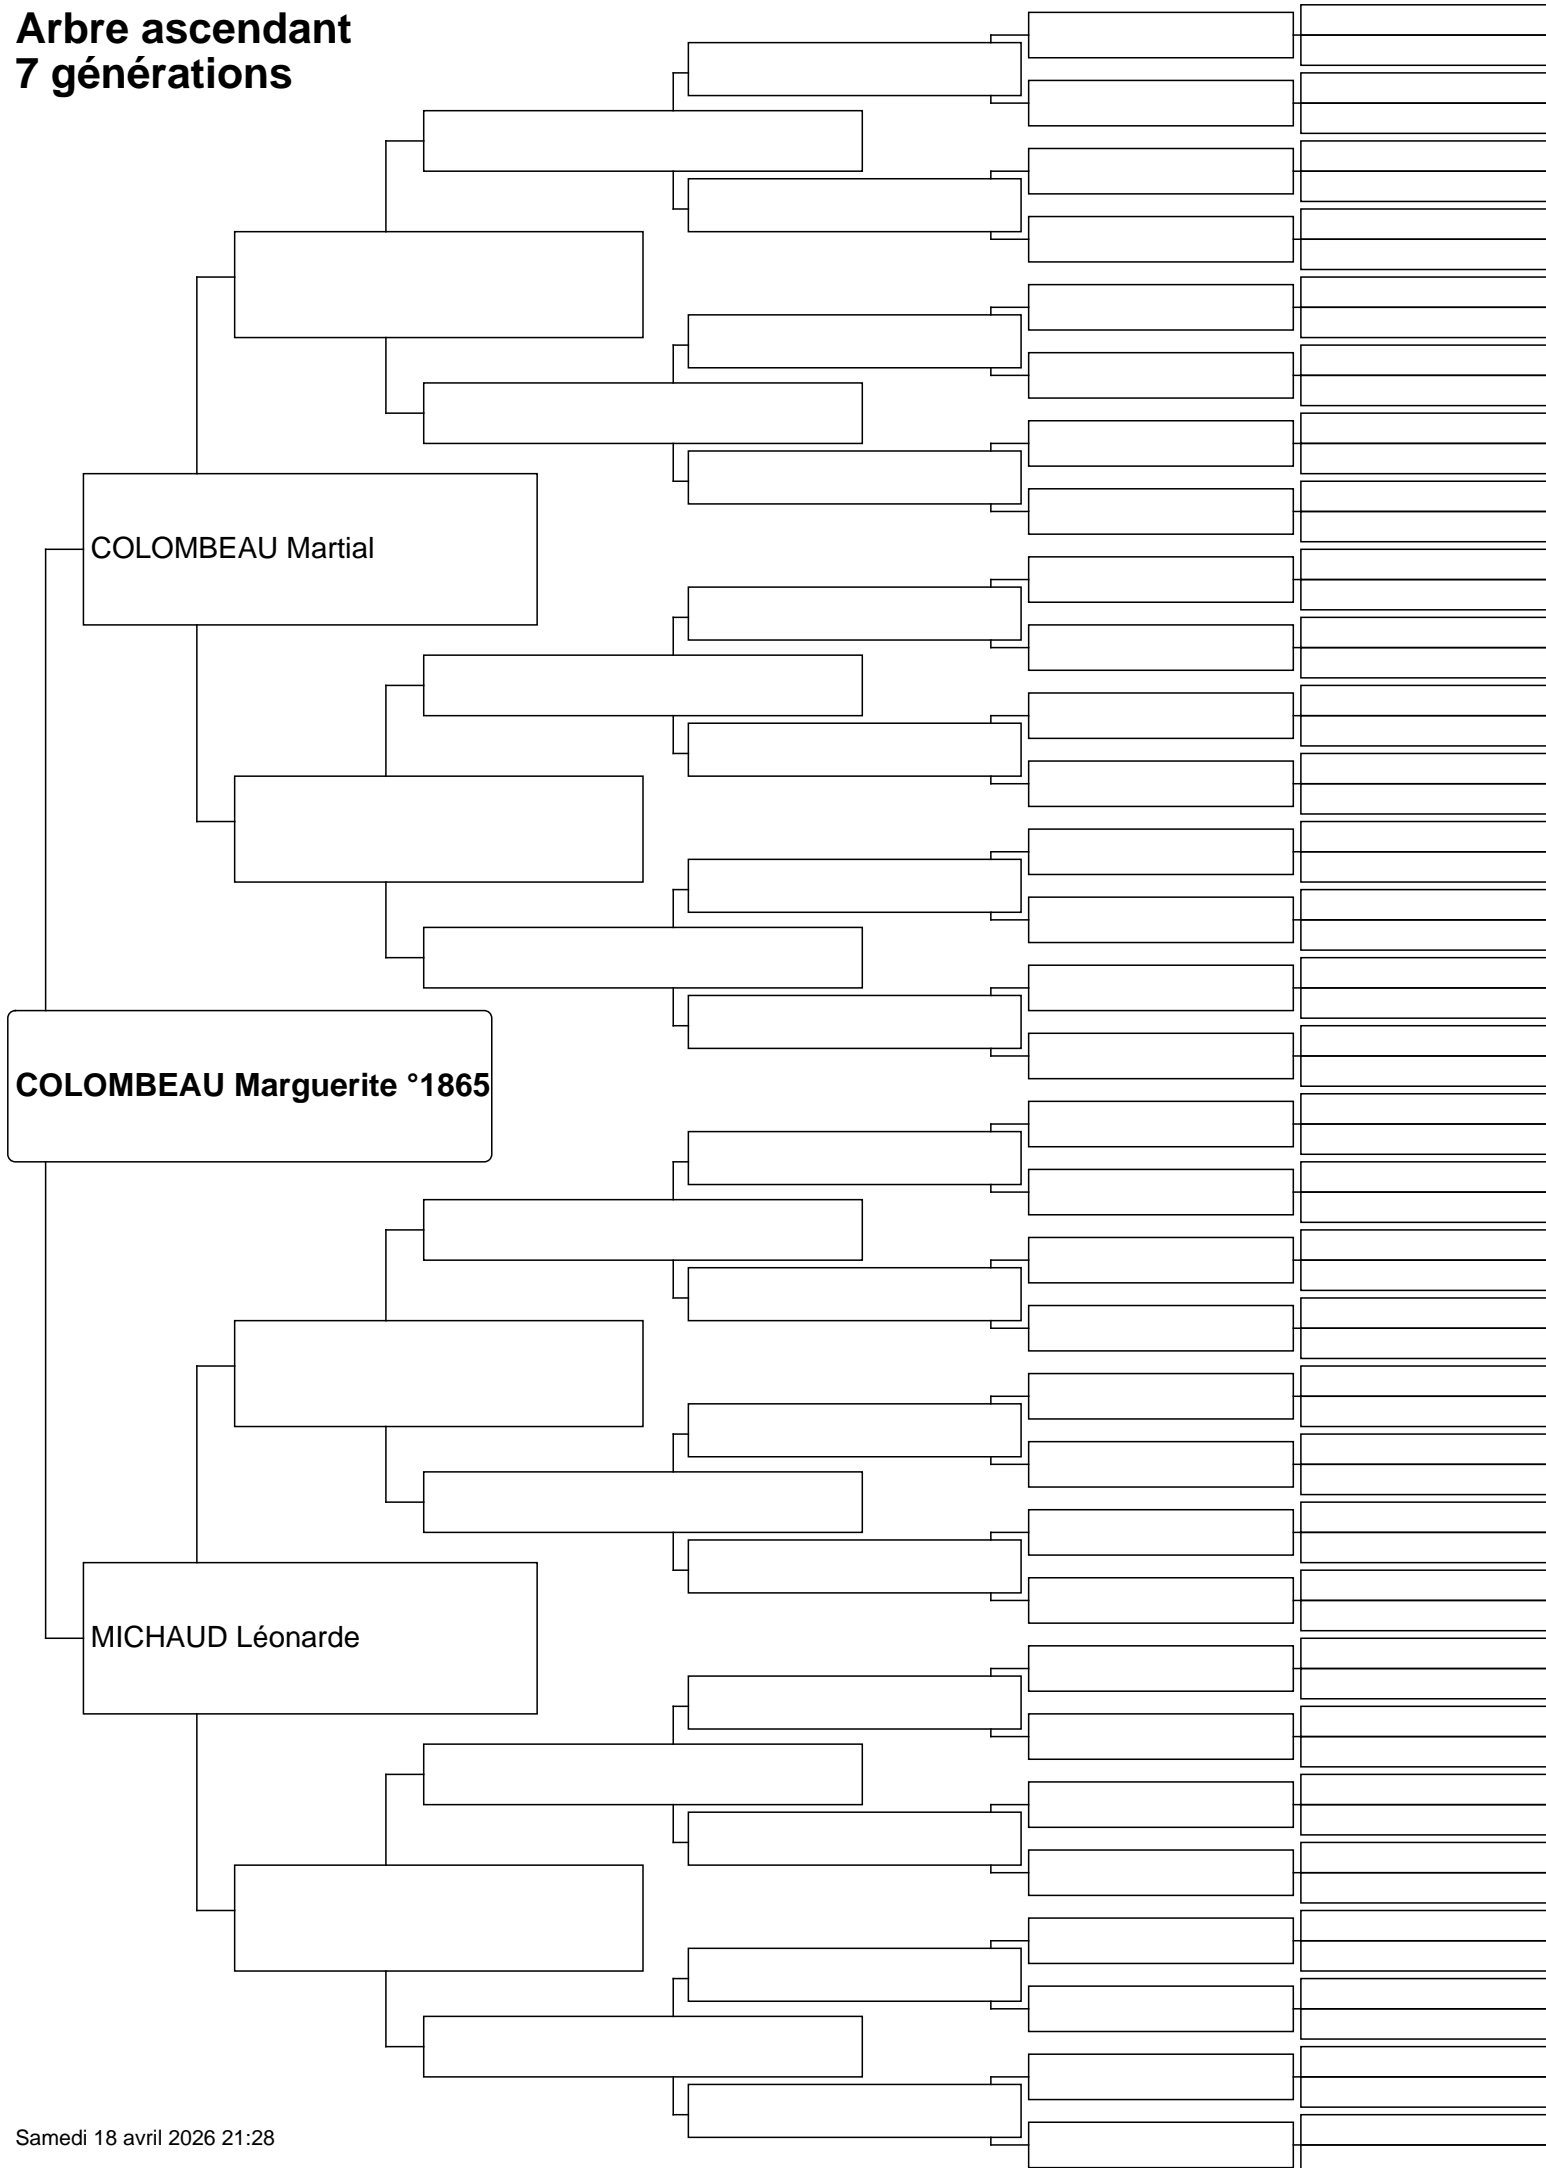 Arbre ascendant
7 générations
COLOMBEAU Martial
COLOMBEAU Marguerite °1865
MICHAUD Léonarde
Samedi 18 avril 2026 21:28